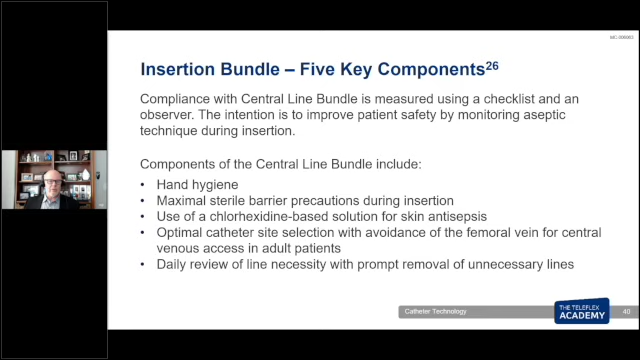 Insertion Bundle – Five Key Components26
Compliance with Central Line Bundle is measured using a checklist and an
observer. The intention is to improve patient safety by monitoring aseptic
technique during insertion.
Components of the Central Line Bundle include:
• Hand hygiene
• Maximal sterile barrier precautions during insertion
• Use of a chlorhexidine-based solution for skin antisepsis
• Optimal catheter site selection with avoidance of the femoral vein for central
venous access in adult patients
• Daily review of line necessity with prompt removal of unnecessary lines
Catheter Technology
THE TELEFLEX
ACADEMY
40